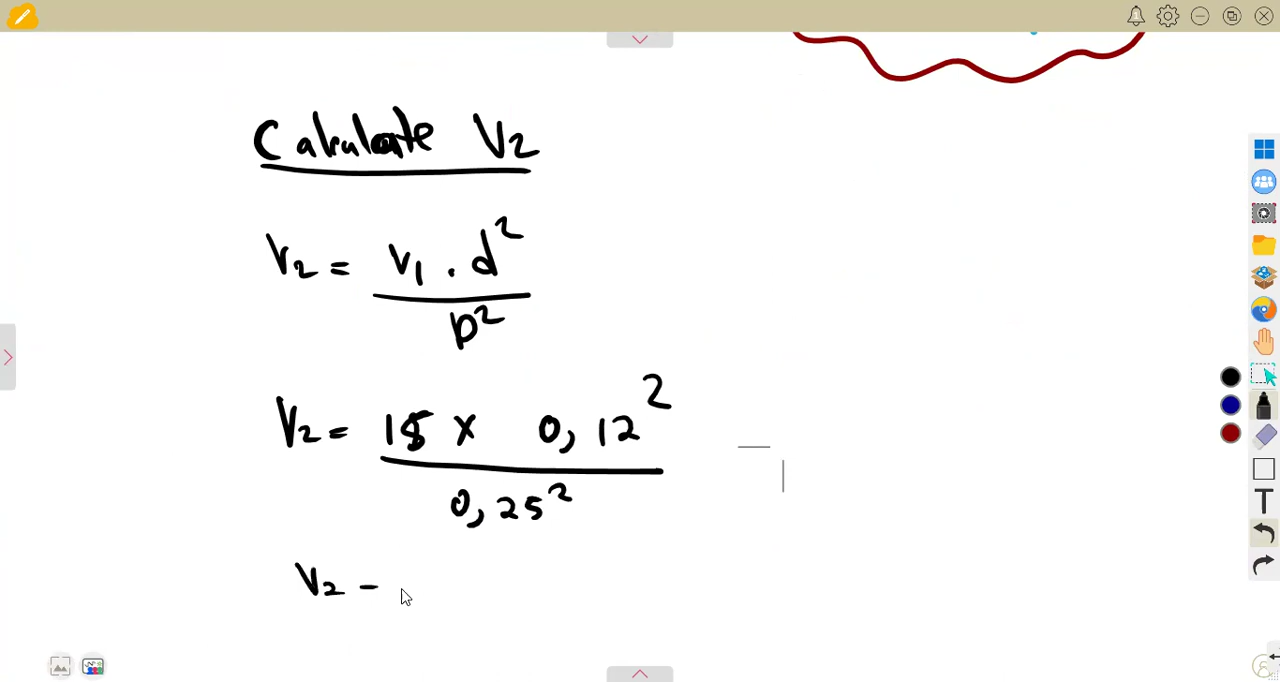 Calculate V2
V2 = V1 . d²
D²
V2 = 15 x 0,12²
0,25²
V2 -
T